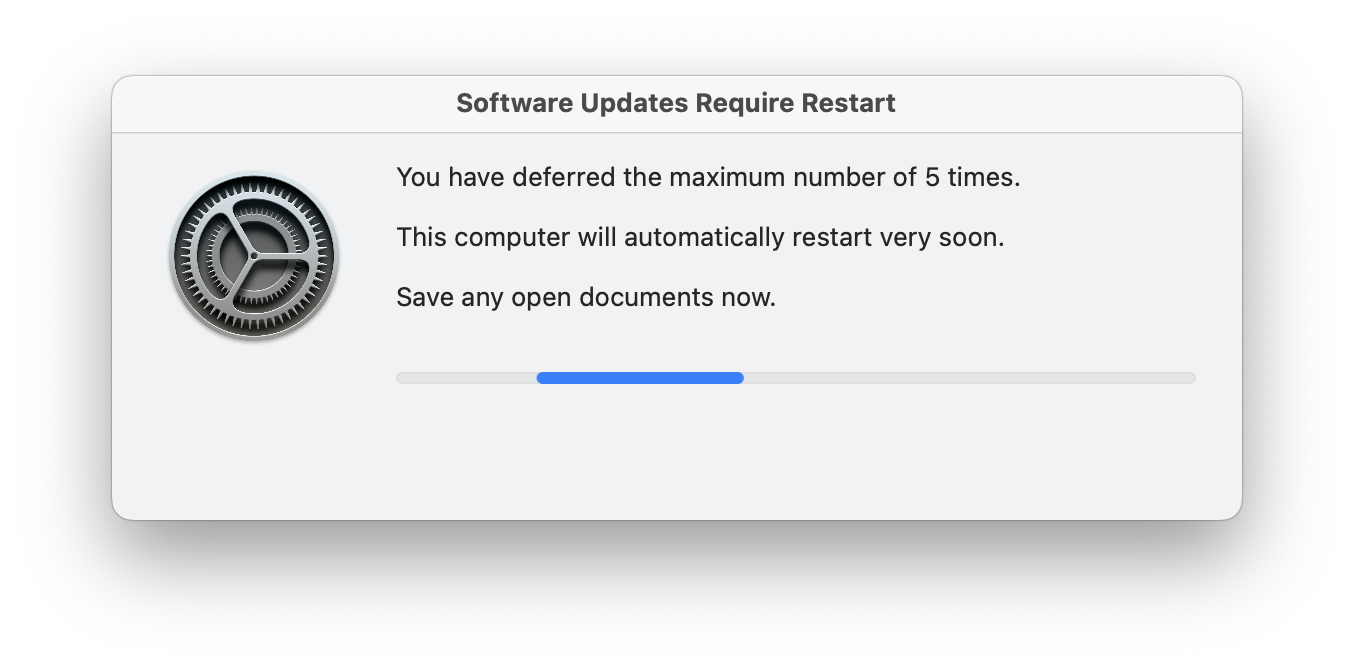 Software Updates Require Restart
You have deferred the maximum number of 5 times.
This computer will automatically restart very soon.
Save any open documents now.